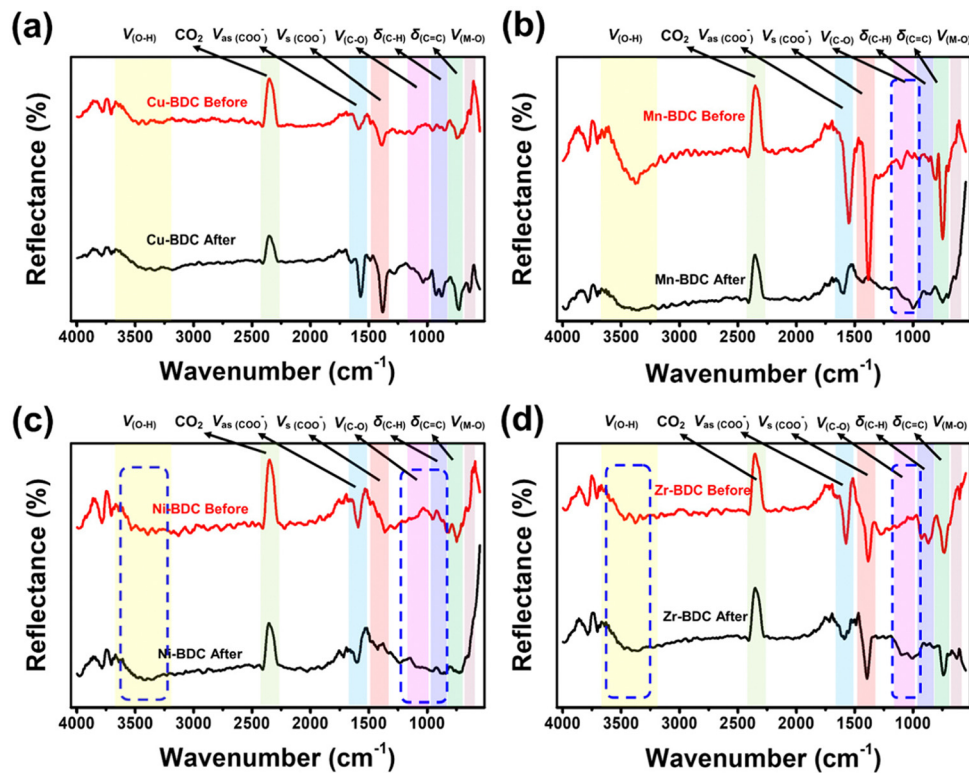 (a)
V(O-H) CO2 Vas (COO-) Vs (COO-) V(C-O) δ(C-H) δ(C=C) V(M-O)
Reflectance (%)
Cu-BDC Before
Cu-BDC After
4000 3500 3000 2500 2000 1500 1000
Wavenumber (cm-1)
(b)
V(O-H) CO2 Vas (COO-) Vs (COO-) V(C-O) δ(C-H) δ(C=C) V(M-O)
Reflectance (%)
Mn-BDC Before
Mn-BDC After
4000 3500 3000 2500 2000 1500 1000
Wavenumber (cm-1)
(c)
V(O-H) CO2 Vas (COO-) Vs (COO-) V(C-O) δ(C-H) δ(C=C) V(M-O)
Reflectance (%)
Ni-BDC Before
Ni-BDC After
4000 3500 3000 2500 2000 1500 1000
Wavenumber (cm-1)
(d)
V(O-H) CO2 Vas (COO-) Vs (COO-) V(C-O) δ(C-H) δ(C=C) V(M-O)
Reflectance (%)
Zr-BDC Before
Zr-BDC After
4000 3500 3000 2500 2000 1500 1000
Wavenumber (cm-1)